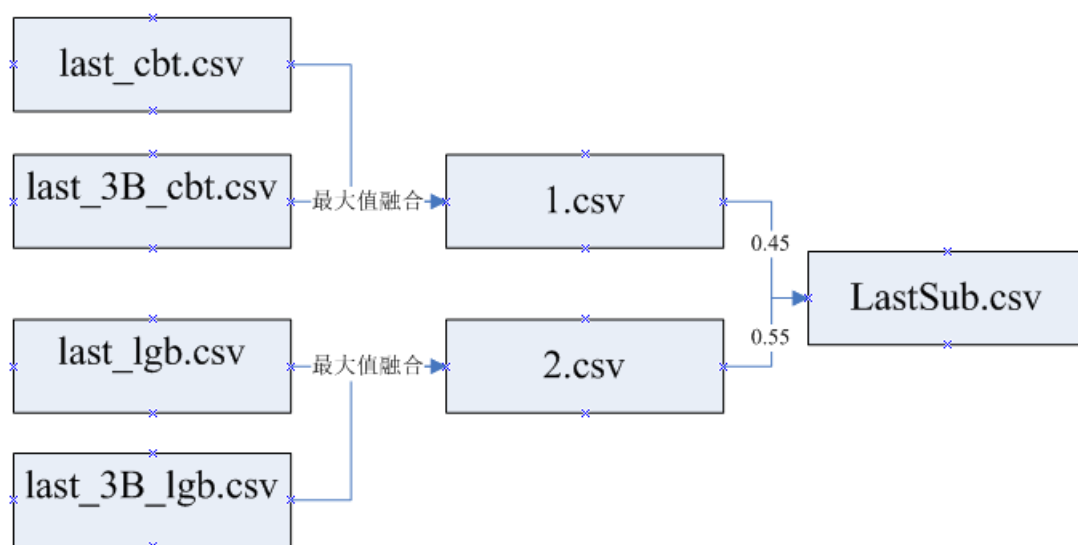 last_cbt.csv
last_3B_cbt.csv
最大值融合
1.csv
0.45
LastSub.csv
0.55
last_lgb.csv
最大值融合
2.csv
last_3B_lgb.csv